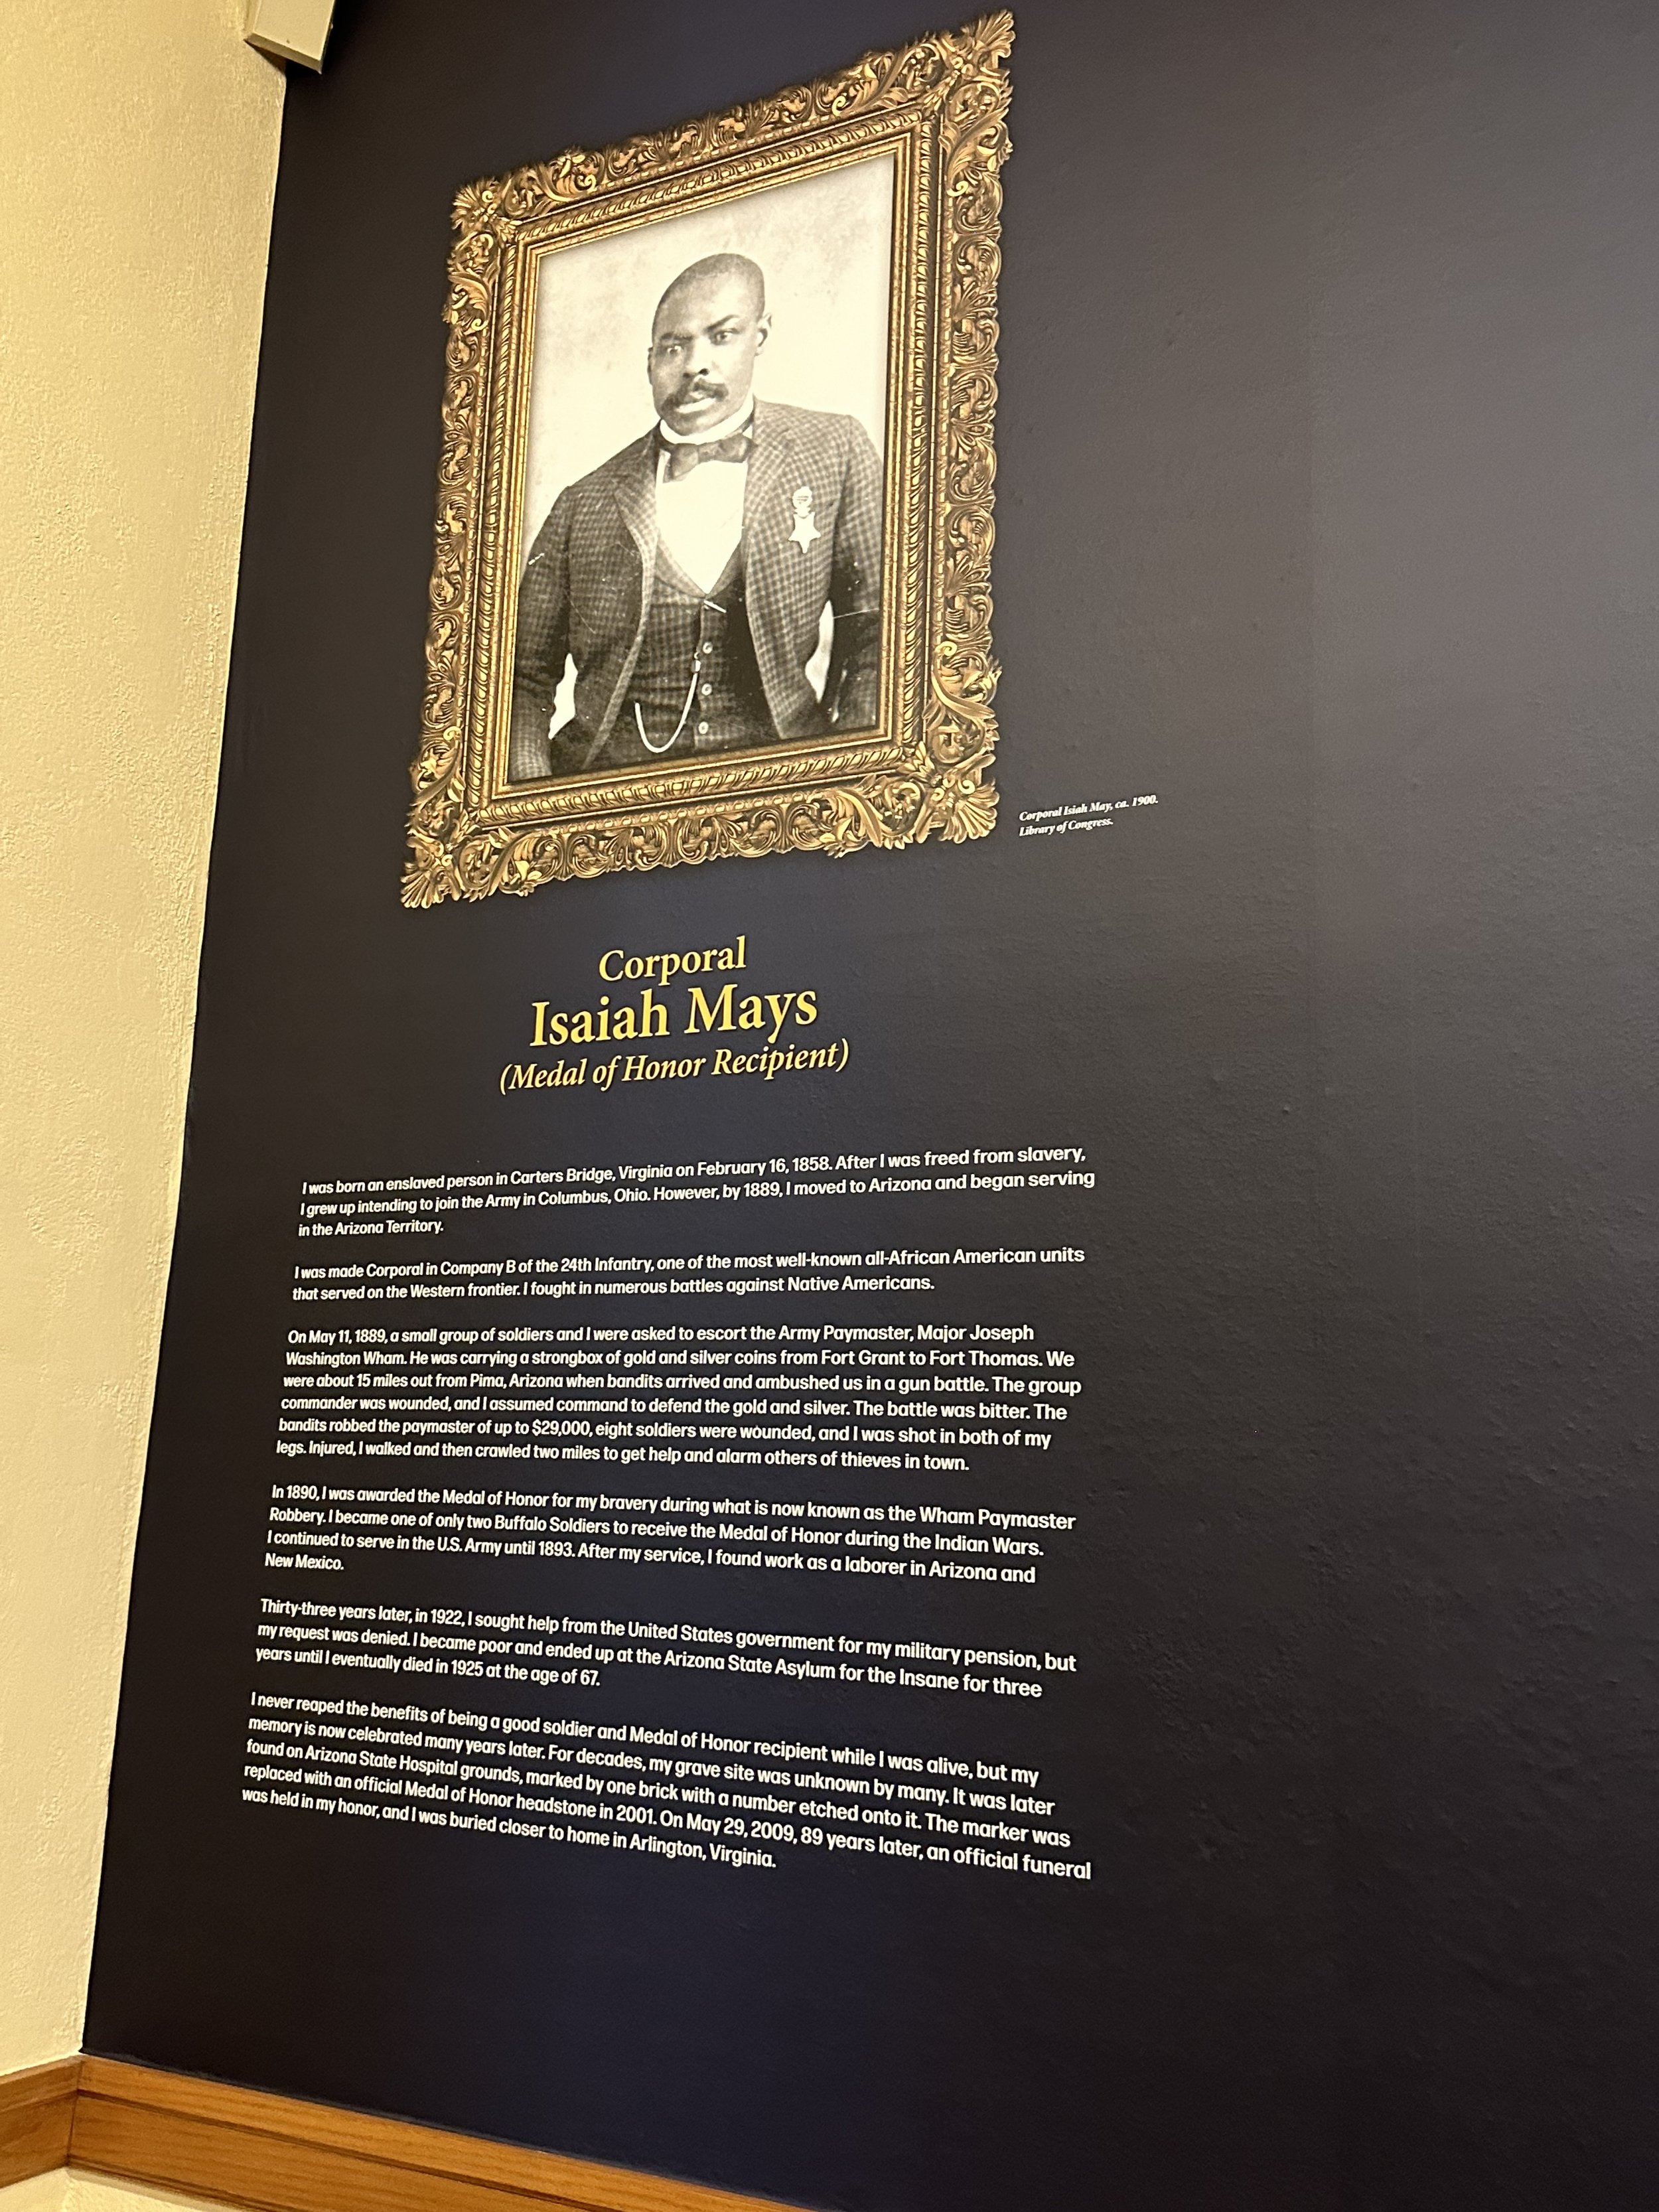 Corporal Isiah May, ca. 1900.
Library of Congress.
Corporal
Isaiah Mays
(Medal of Honor Recipient)
I was born an enslaved person in Carters Bridge, Virginia on February 16, 1858. After I was freed from slavery,
I grew up intending to join the Army in Columbus, Ohio. However, by 1889, I moved to Arizona and began serving
in the Arizona Territory.
I was made Corporal in Company B of the 24th Infantry, one of the most well-known all-African American units
that served on the Western frontier. I fought in numerous battles against Native Americans.
On May 11, 1889, a small group of soldiers and I were asked to escort the Army Paymaster, Major Joseph
Washington Wham. He was carrying a strongbox of gold and silver coins from Fort Grant to Fort Thomas. We
were about 15 miles out from Pima, Arizona when bandits arrived and ambushed us in a gun battle. The group
commander was wounded, and I assumed command to defend the gold and silver. The battle was bitter. The
bandits robbed the paymaster of up to $29,000, eight soldiers were wounded, and I was shot in both of my
legs. Injured, I walked and then crawled two miles to get help and alarm others of thieves in town.
In 1890, I was awarded the Medal of Honor for my bravery during what is now known as the Wham Paymaster
Robbery. I became one of only two Buffalo Soldiers to receive the Medal of Honor during the Indian Wars.
I continued to serve in the U.S. Army until 1893. After my service, I found work as a laborer in Arizona and
New Mexico.
Thirty-three years later, in 1922, I sought help from the United States government for my military pension, but
my request was denied. I became poor and ended up at the Arizona State Asylum for the Insane for three
years until I eventually died in 1925 at the age of 67.
I never reaped the benefits of being a good soldier and Medal of Honor recipient while I was alive, but my
memory is now celebrated many years later. For decades, my grave site was unknown by many. It was later
found on Arizona State Hospital grounds, marked by one brick with a number etched onto it. The marker was
replaced with an official Medal of Honor headstone in 2001. On May 29, 2009, 89 years later, an official funeral
was held in my honor, and I was buried closer to home in Arlington, Virginia.